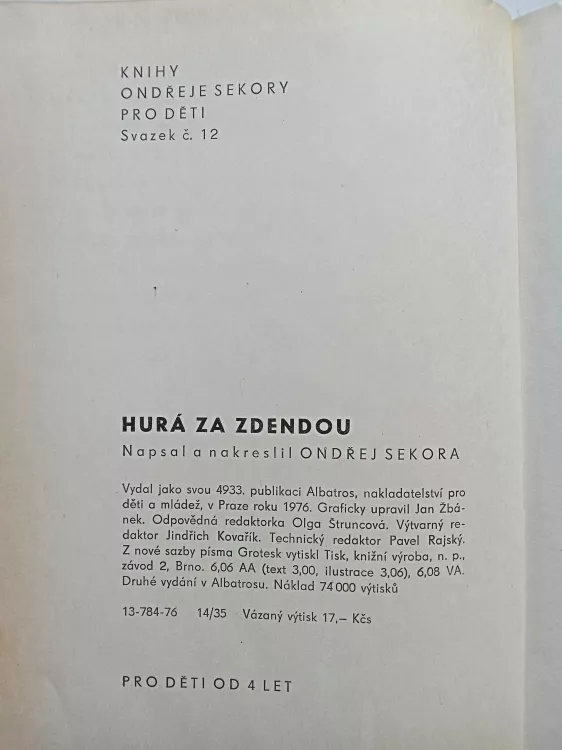 KNIHY
ONDŘEJE SEKORY
PRO DĚTI
Svazek č. 12
HURÁ ZA ZDENDOU
Napsal a nakreslil ONDŘEJ SEKORA
Vydal jako svou 4933. publikaci Albatros, nakladatelství pro
děti a mládež, v Praze roku 1976. Graficky upravil Jan Žbá-
nek. Odpovědná redaktorka Olga Štruncová. Výtvarný re-
daktor Jindřich Kovařík. Technický redaktor Pavel Rajský.
Z nové sazby písma Grotesk vytiskl Tisk, knižní výroba, n. p.,
závod 2, Brno. 6,06 AA (text 3,00, ilustrace 3,06), 6,08 VA.
Druhé vydání v Albatrosu. Náklad 74 000 výtisků
13-784-76 14/35 Vázaný výtisk 17,– Kčs
PRO DĚTI OD 4 LET